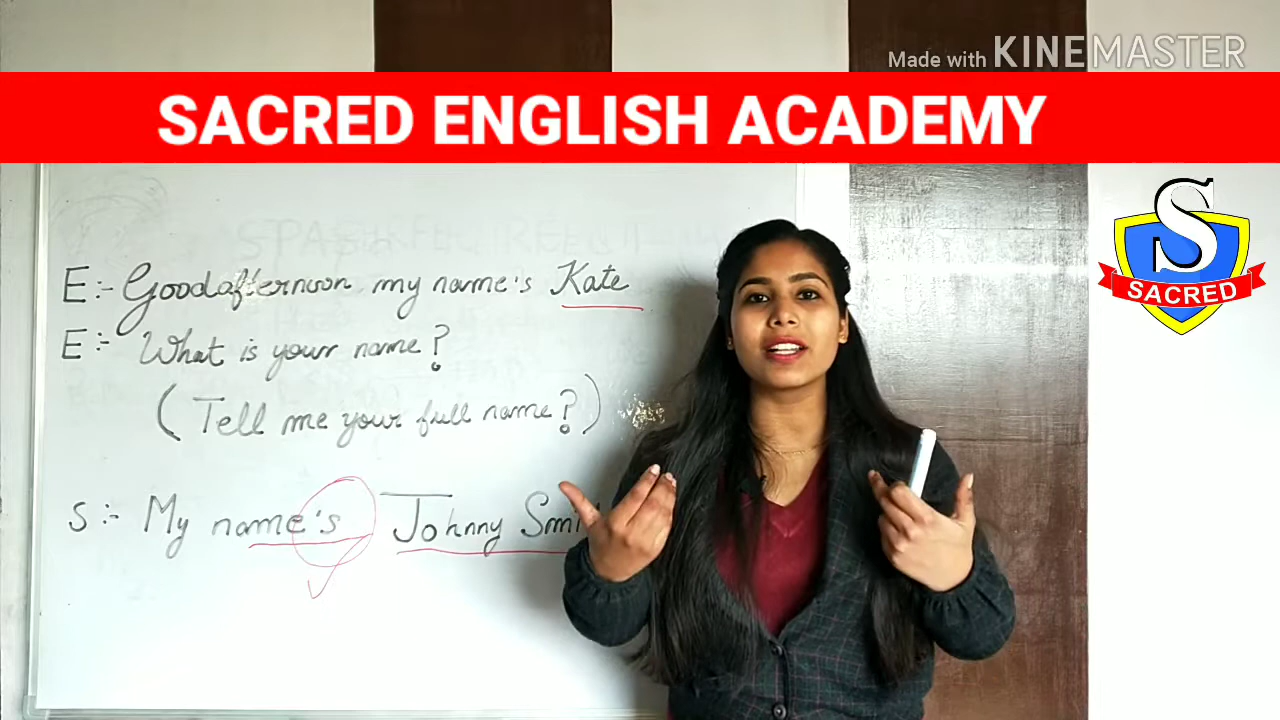 Made with KINEMASTER
SACRED ENGLISH ACADEMY
S
SACRED
E:- Goodafternoon my name's Kate
E:- What is your name?
(Tell me your full name?)
S:- My name's Johnny Smi